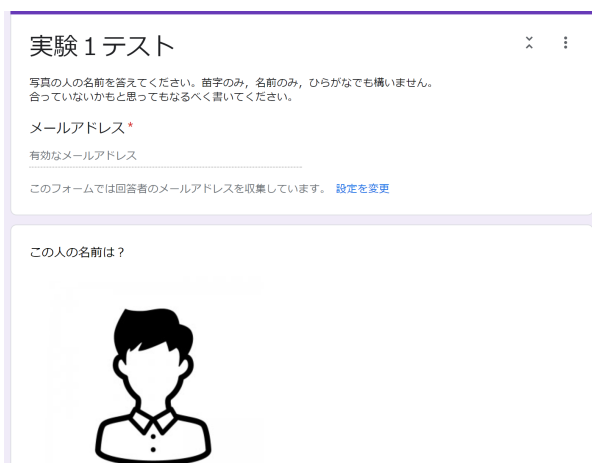 実験１テスト
写真の人の名前を答えてください。苗字のみ，名前のみ，ひらがなでも構いません。
合っていないかもと思ってもなるべく書いてください。
メールアドレス*
有効なメールアドレス
このフォームでは回答者のメールアドレスを収集しています。 設定を変更
この人の名前は？